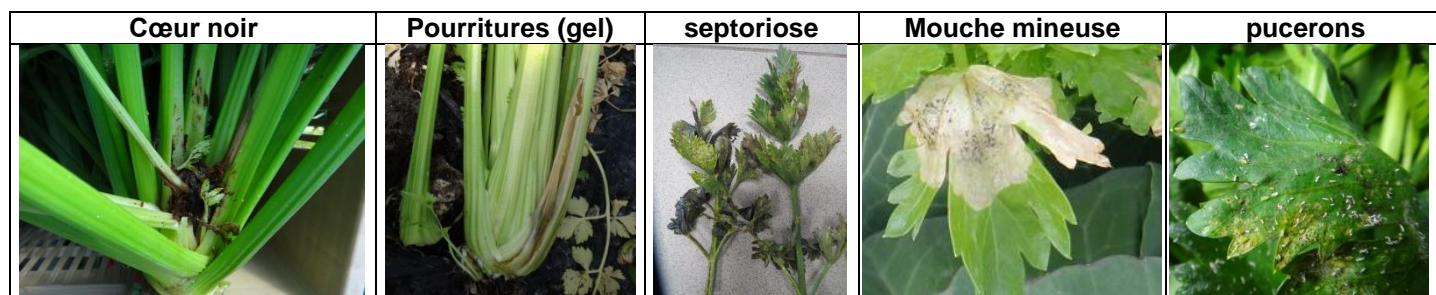 Cœur noir
Pourritures (gel)
septoriose
Mouche mineuse
pucerons